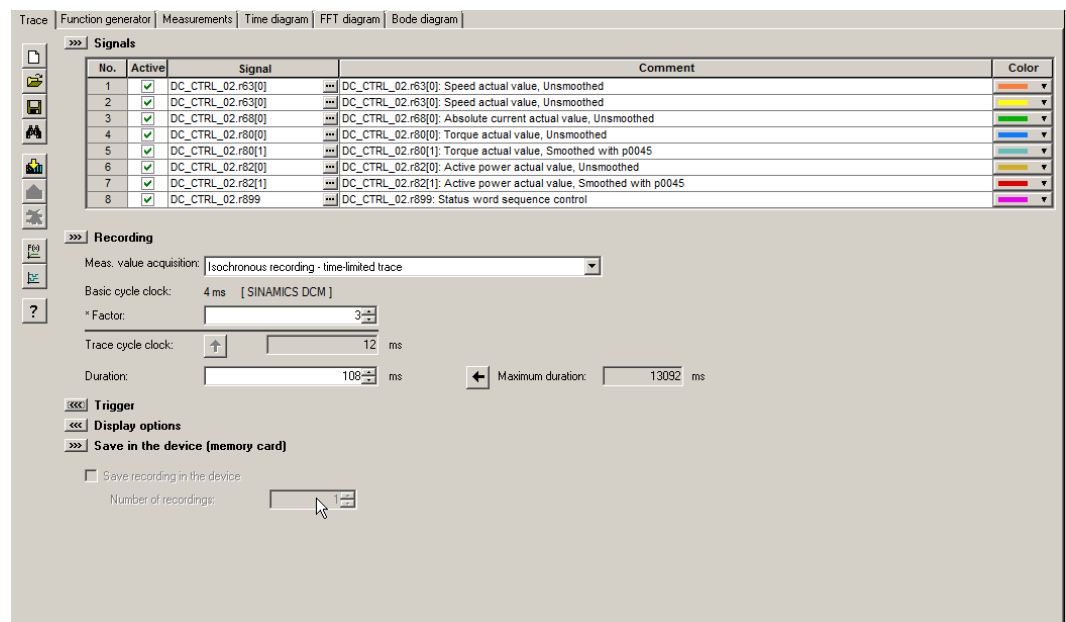 Trace Function generator Measurements Time diagram FFT diagram Bode diagram
>>> Signals
No. Active Signal Comment Color
1 DC_CTRL_02.r63[0] ... DC_CTRL_02.r63[0]: Speed actual value, Unsmoothed
2 DC_CTRL_02.r63[0] ... DC_CTRL_02.r63[0]: Speed actual value, Unsmoothed
3 DC_CTRL_02.r68[0] ... DC_CTRL_02.r68[0]: Absolute current actual value, Unsmoothed
4 DC_CTRL_02.r80[0] ... DC_CTRL_02.r80[0]: Torque actual value, Unsmoothed
5 DC_CTRL_02.r80[1] ... DC_CTRL_02.r80[1]: Torque actual value, Smoothed with p0045
6 DC_CTRL_02.r82[0] ... DC_CTRL_02.r82[0]: Active power actual value, Unsmoothed
7 DC_CTRL_02.r82[1] ... DC_CTRL_02.r82[1]: Active power actual value, Smoothed with p0045
8 DC_CTRL_02.r899 ... DC_CTRL_02.r899: Status word sequence control
>>> Recording
F(x)
Meas. value acquisition: Isochronous recording - time-limited trace
Basic cycle clock: 4 ms [ SINAMICS DCM ]
?
* Factor: 3
Trace cycle clock: 12 ms
Duration: 108 ms Maximum duration: 13092 ms
<<< Trigger
<<< Display options
>>> Save in the device (memory card)
Save recording in the device
Number of recordings: 1